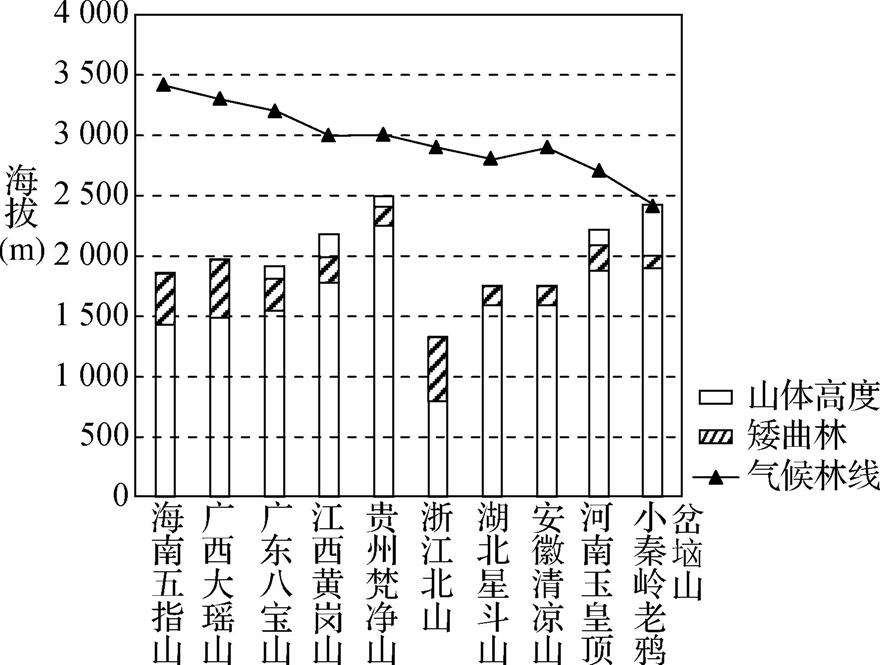 4 000
3 500
3 000
2 500
2 000
1 500
1 000
500
0
海拔
(m)
山体高度
矮曲林
气候林线
海南五指山
广西大瑶山
广东八宝山
江西黄岗山
贵州梵净山
浙江北山
湖北星斗山
安徽清凉山
河南玉皇顶
小秦岭老鸦
岔垴山